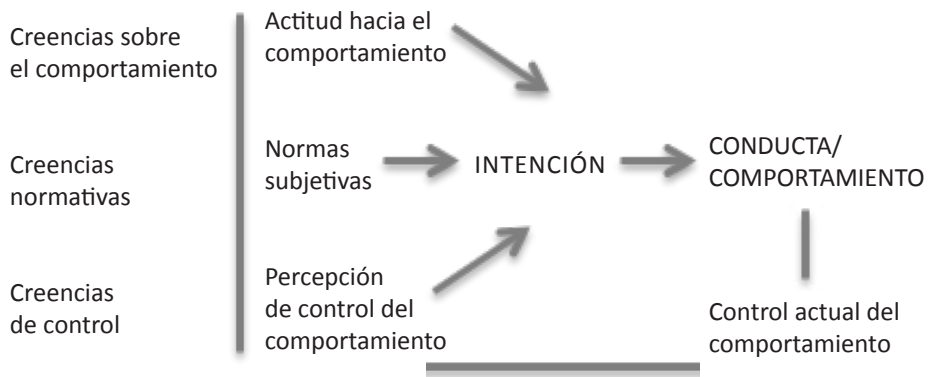 Creencias sobre
el comportamiento
Creencias
normativas
Creencias
de control
Actitud hacia el
comportamiento
Normas
subjetivas
Percepción
de control del
comportamiento
INTENCIÓN
CONDUCTA/
COMPORTAMIENTO
Control actual del
comportamiento